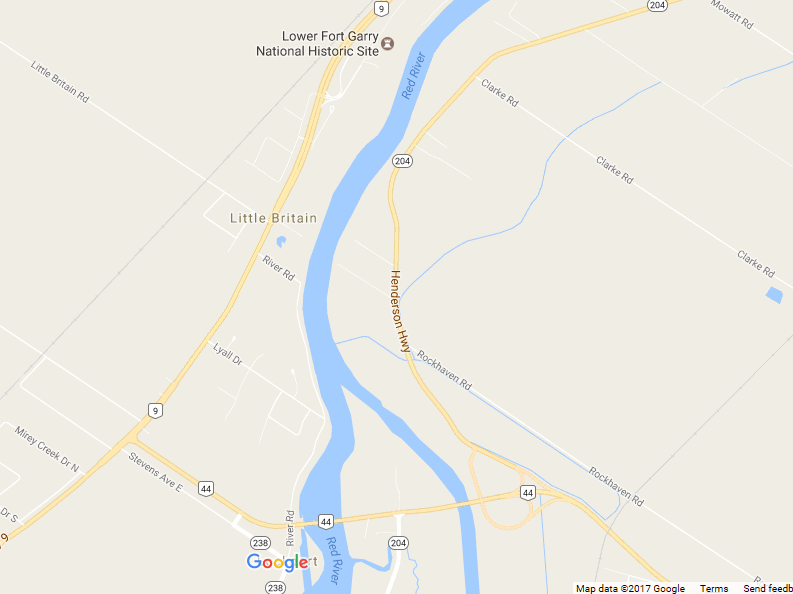 9
204
Mowatt Rd
Lower Fort Garry
National Historic Site
Red River
Little Britain Rd
Clarke Rd
204
Clarke Rd
Little Britain
Clarke Rd
River Rd
Henderson Hwy
Lyall Dr
Rockhaven Rd
9
Mirey Creek Dr N
Stevens Ave E
Rockhaven Rd
44
44
Dr S
River Rd
44
9
238
204
Red River
Google
238
Map data ©2017 Google Terms Send feedb